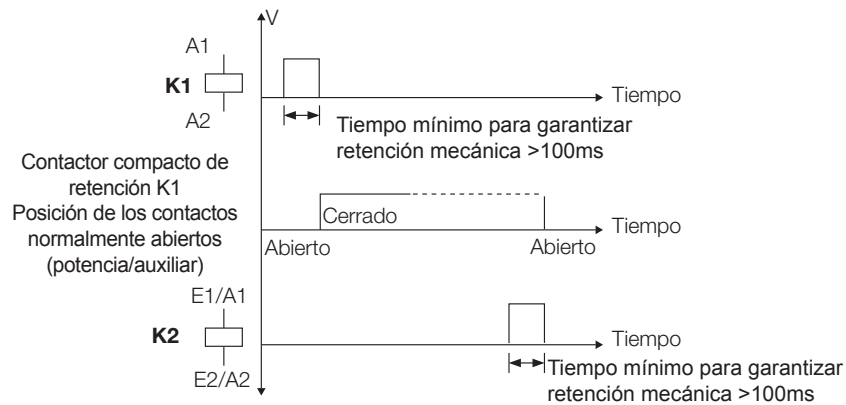 V
A1
K1
A2
Tiempo
Tiempo mínimo para garantizar
retención mecánica >100ms
Contactor compacto de
retención K1
Posición de los contactos
normalmente abiertos
(potencia/auxiliar)
Cerrado
Abierto
Abierto
Tiempo
E1/A1
K2
E2/A2
Tiempo
Tiempo mínimo para garantizar
retención mecánica >100ms